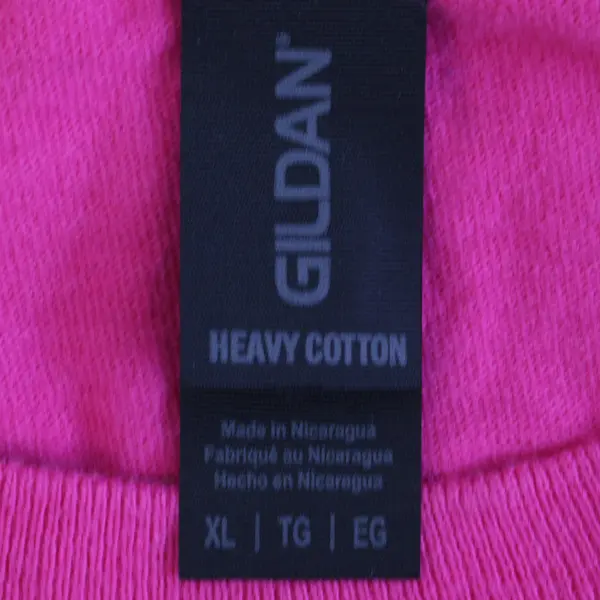 GILDAN®
HEAVY COTTON
Made in Nicaragua
Fabriqué au Nicaragua
Hecho en Nicaragua
XL | TG | EG